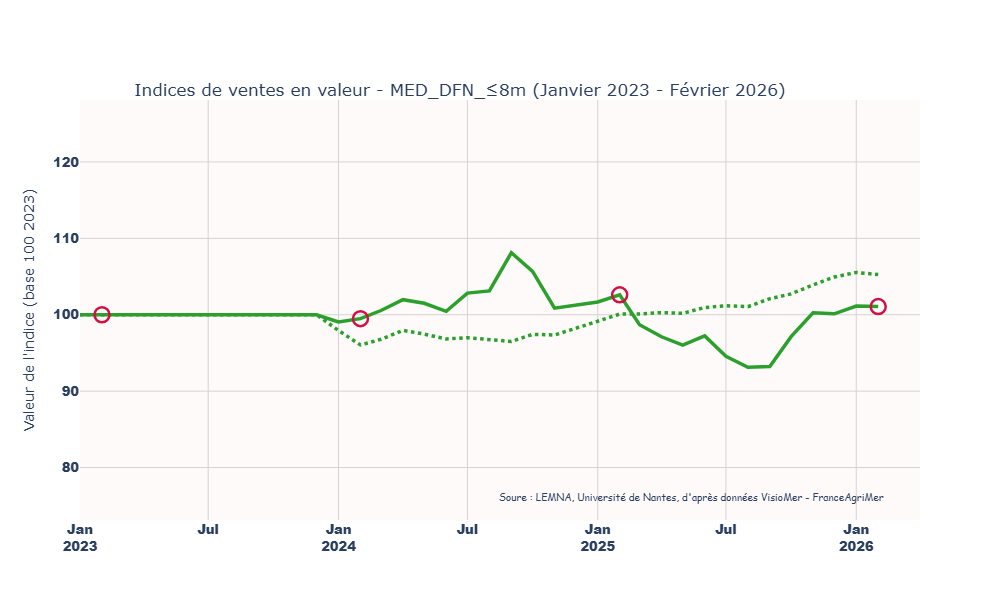 Indices de ventes en valeur - MED_DFN_≤8m (Janvier 2023 - Février 2026)
Valeur de l'indice (base 100 2023)
120
110
100
90
80
Soure : LEMNA, Université de Nantes, d'après données VisioMer - FranceAgriMer
Jan
2023
Jul
Jan
2024
Jul
Jan
2025
Jul
Jan
2026